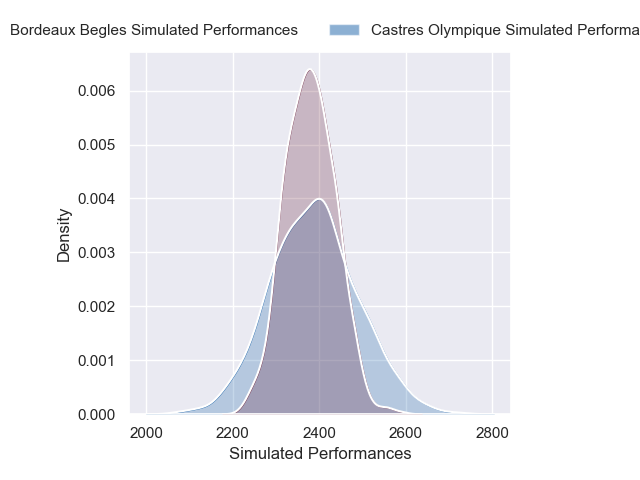 Bordeaux Begles Simulated Performances Castres Olympique Simulated Performa
0.006
0.005
0.004
0.003
0.002
0.001
0.000
Density
2000 2200 2400 2600 2800
Simulated Performances